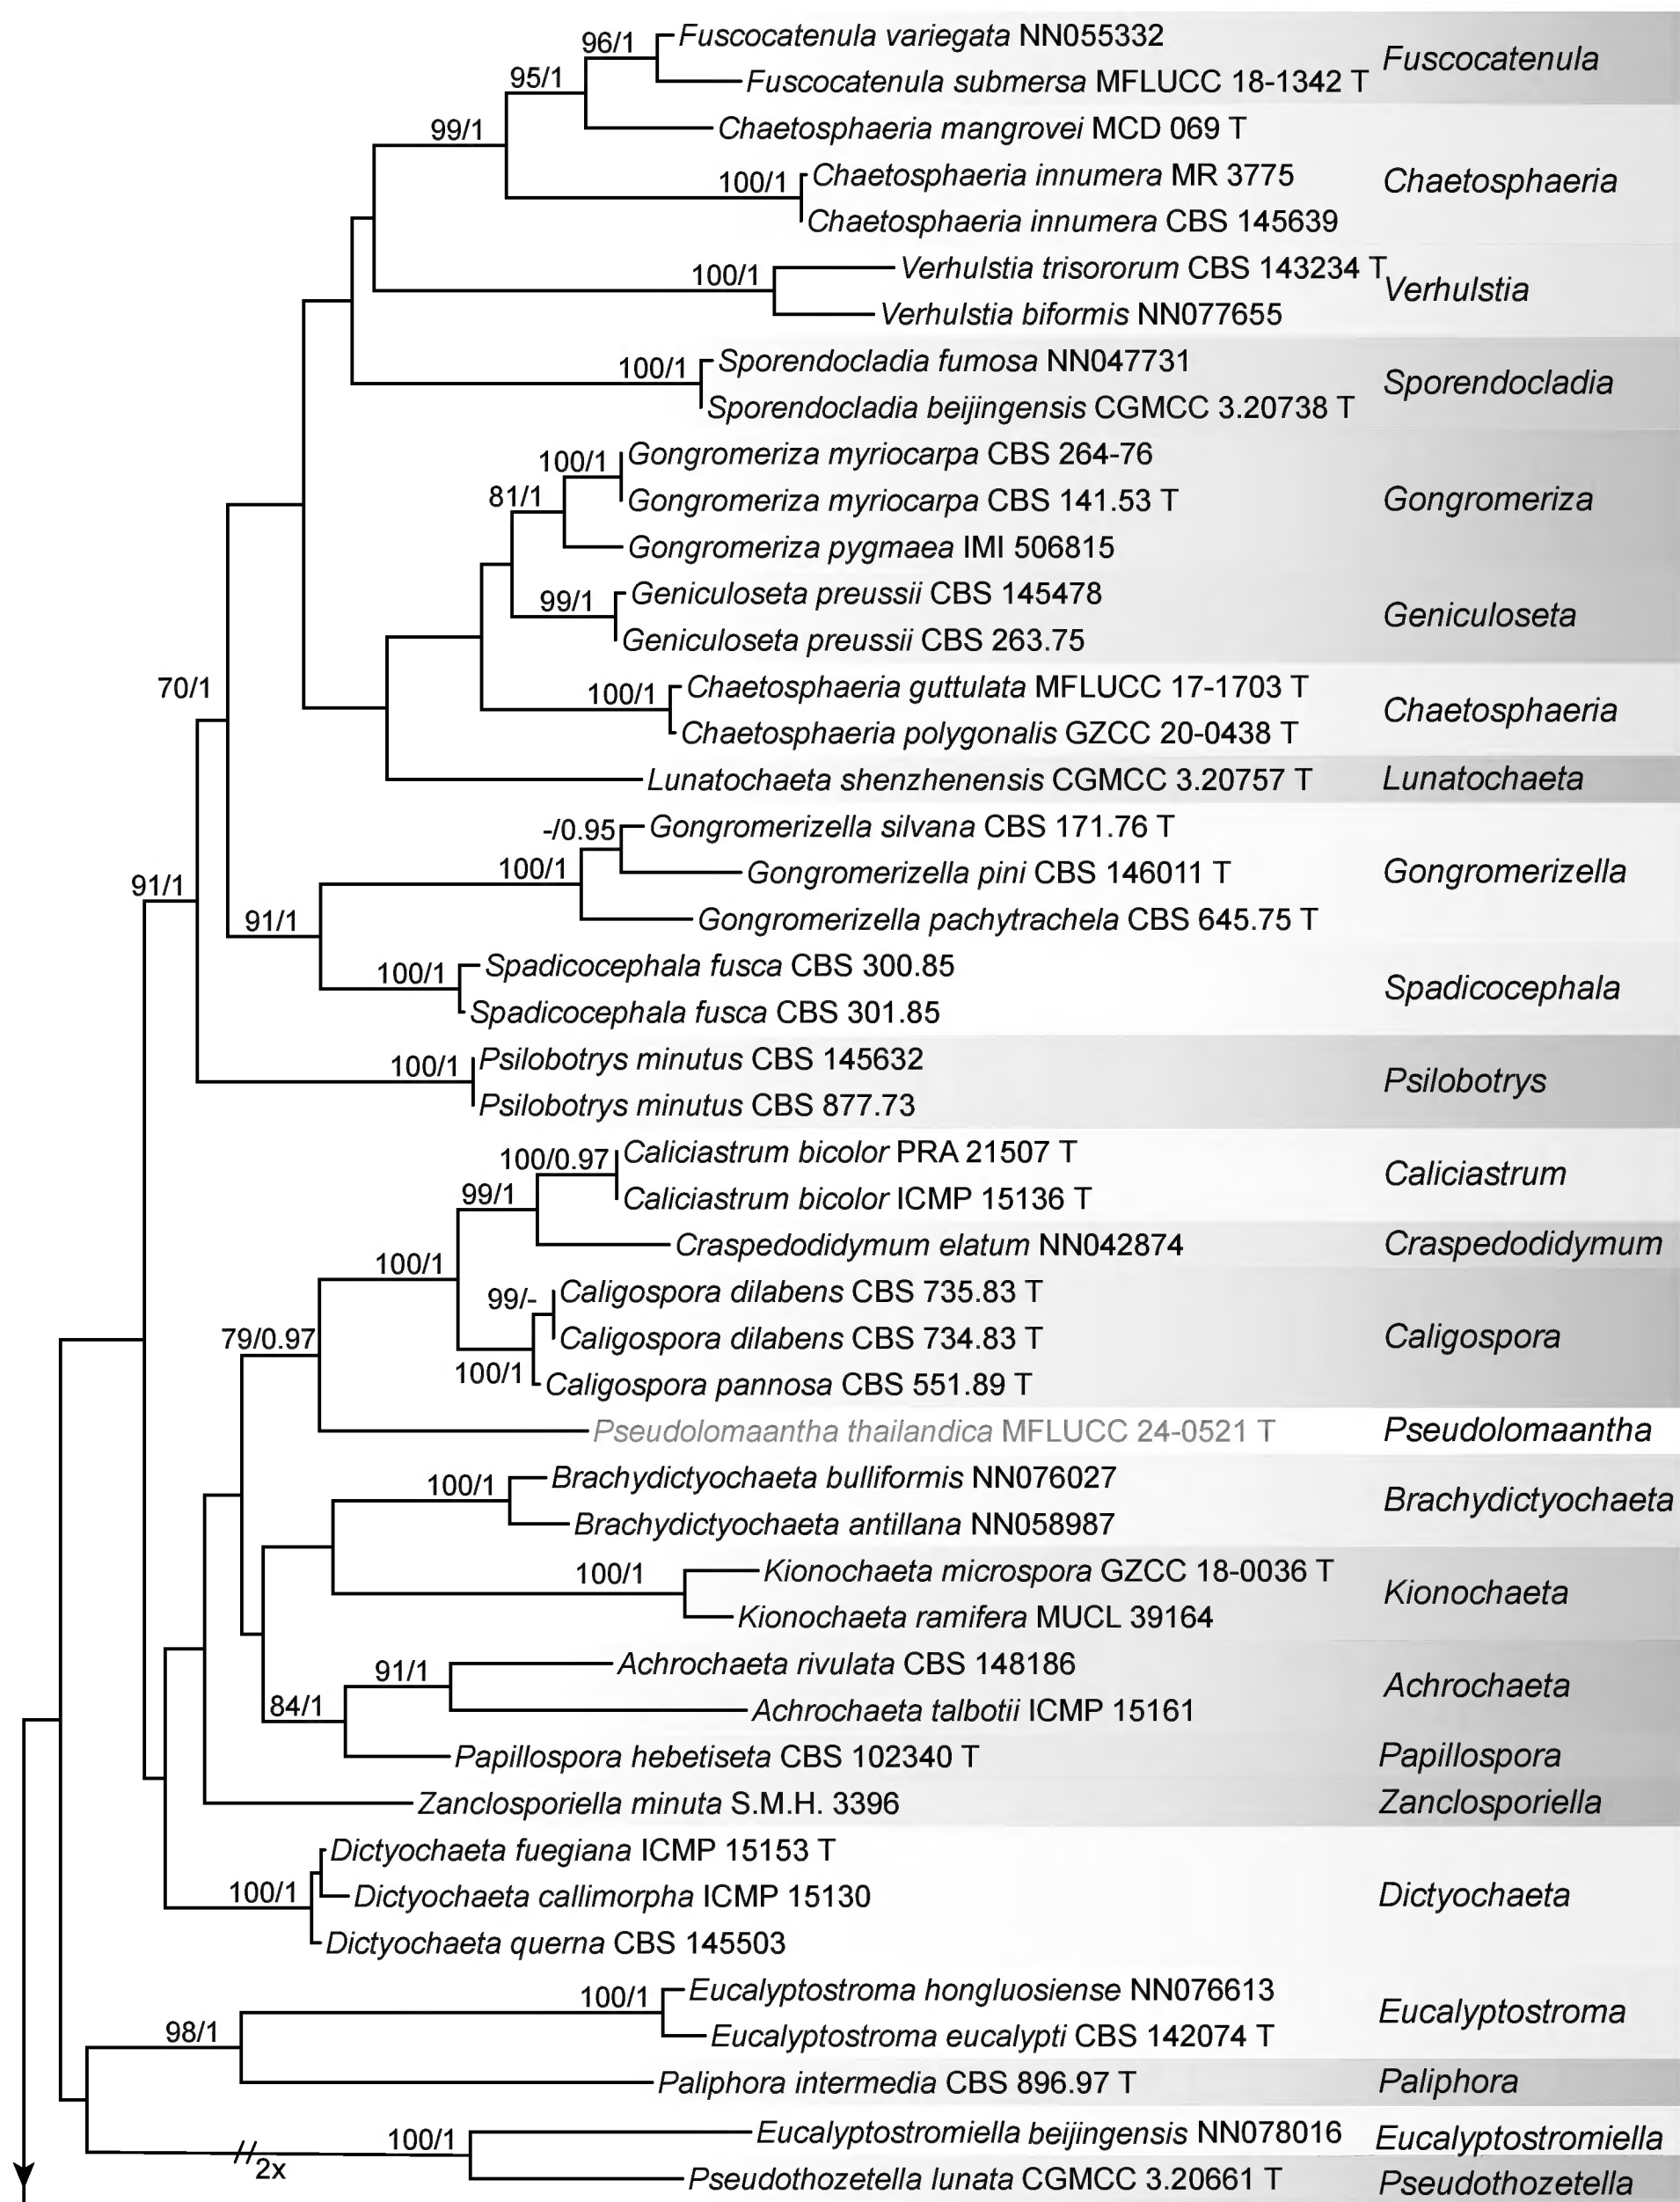 96/1 Fuscocatenula variegata NN055332
Fuscocatenula
95/1 Fuscocatenula submersa MFLUCC 18-1342 T
99/1 Chaetosphaeria mangrovei MCD 069 T
100/1 Chaetosphaeria innumera MR 3775
Chaetosphaeria
Chaetosphaeria innumera CBS 145639
100/1 Verhulstia trisororum CBS 143234 T
Verhulstia
Verhulstia biformis NN077655
100/1 Sporendocladia fumosa NN047731
Sporendocladia
Sporendocladia beijingensis CGMCC 3.20738 T
100/1 Gongromeriza myriocarpa CBS 264-76
81/1 Gongromeriza myriocarpa CBS 141.53 T
Gongromeriza
Gongromeriza pygmaea IMI 506815
99/1 Geniculoseta preussii CBS 145478
Geniculoseta
Geniculoseta preussii CBS 263.75
70/1 100/1 Chaetosphaeria guttulata MFLUCC 17-1703 T
Chaetosphaeria
Chaetosphaeria polygonalis GZCC 20-0438 T
Lunatochaeta shenzhenensis CGMCC 3.20757 T Lunatochaeta
-/0.95 Gongromerizella silvana CBS 171.76 T
100/1 Gongromerizella pini CBS 146011 T Gongromerizella
91/1
91/1 Gongromerizella pachytrachela CBS 645.75 T
100/1 Spadicocephala fusca CBS 300.85
Spadicocephala
Spadicocephala fusca CBS 301.85
100/1 Psilobotrys minutus CBS 145632
Psilobotrys
Psilobotrys minutus CBS 877.73
100/0.97 Caliciastrum bicolor PRA 21507 T
Caliciastrum
99/1 Caliciastrum bicolor ICMP 15136 T
Craspedodidymum elatum NN042874 Craspedodidymum
100/1
99/- Caligospora dilabens CBS 735.83 T
79/0.97 Caligospora dilabens CBS 734.83 T Caligospora
100/1 Caligospora pannosa CBS 551.89 T
Pseudolomaantha thailandica MFLUCC 24-0521 T Pseudolomaantha
100/1 Brachydictyochaeta bulliformis NN076027
Brachydictyochaeta
Brachydictyochaeta antillana NN058987
100/1 Kionochaeta microspora GZCC 18-0036 T
Kionochaeta
Kionochaeta ramifera MUCL 39164
91/1 Achrochaeta rivulata CBS 148186
Achrochaeta
84/1 Achrochaeta talbotii ICMP 15161
Papillospora hebetiseta CBS 102340 T Papillospora
Zanclosporiella minuta S.M.H. 3396 Zanclosporiella
Dictyochaeta fuegiana ICMP 15153 T
100/1 Dictyochaeta callimorpha ICMP 15130 Dictyochaeta
Dictyochaeta querna CBS 145503
100/1 Eucalyptostroma hongluosiense NN076613
Eucalyptostroma
98/1 Eucalyptostroma eucalypti CBS 142074 T
Paliphora intermedia CBS 896.97 T Paliphora
100/1 Eucalyptostromiella beijingensis NN078016 Eucalyptostromiella
2x
Pseudothozetella lunata CGMCC 3.20661 T Pseudothozetella